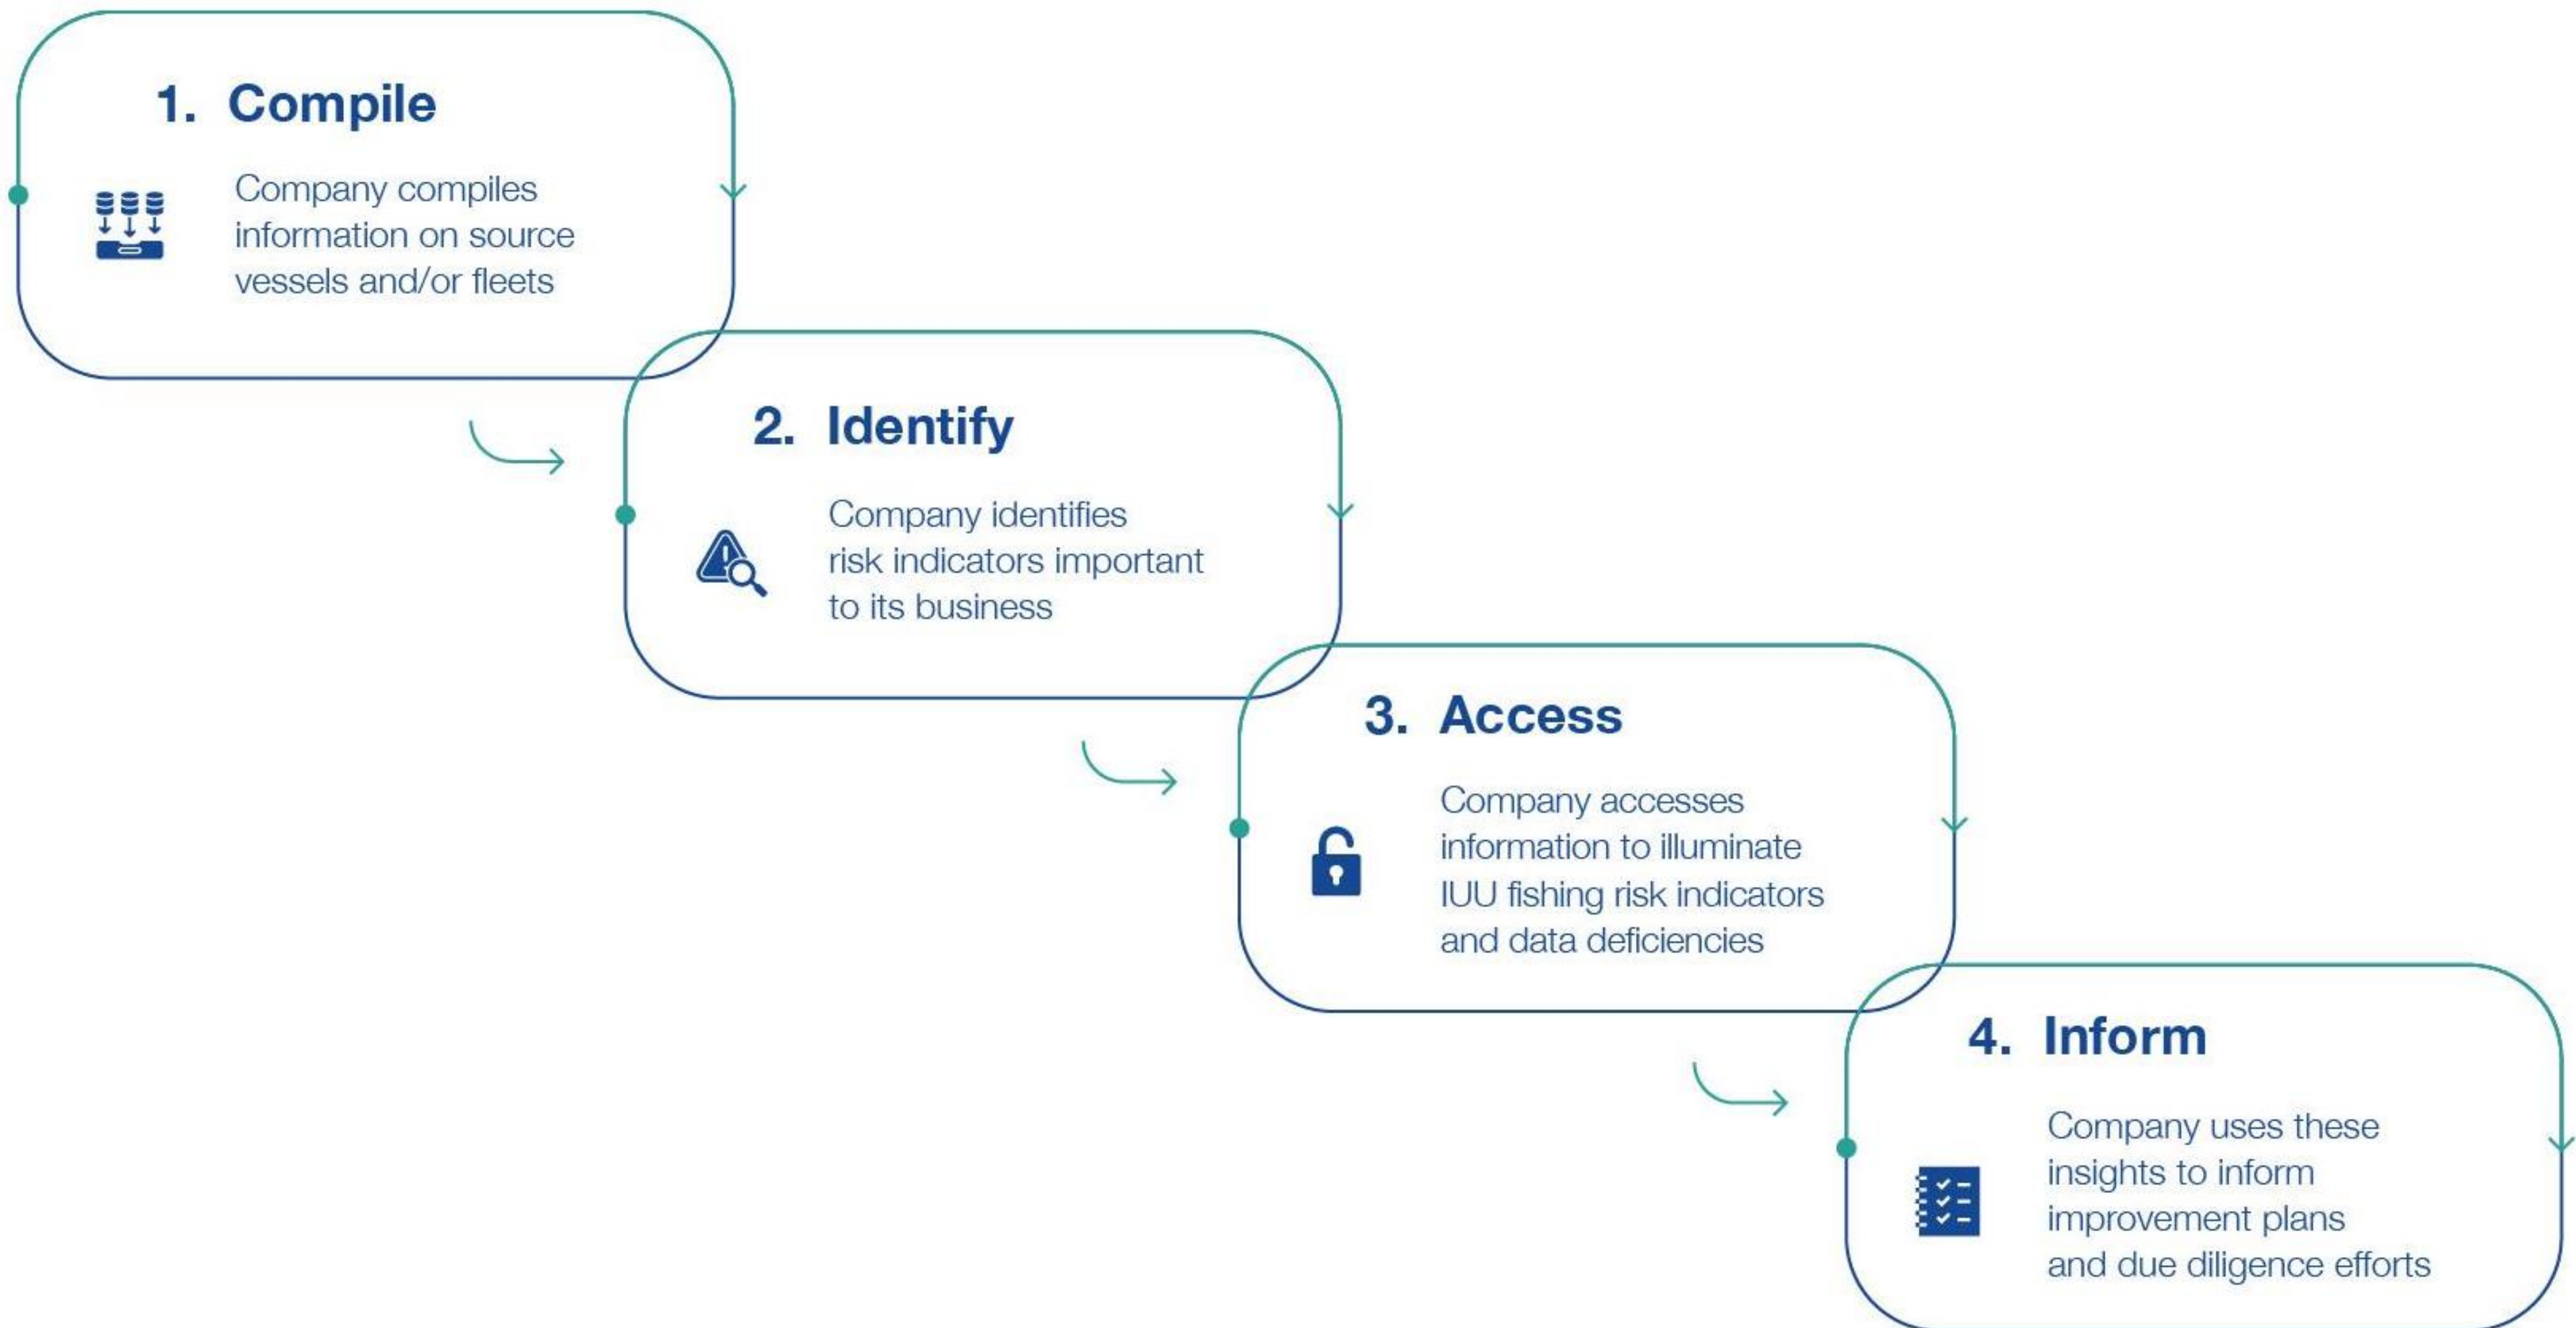 1. Compile
Company compiles
information on source
vessels and/or fleets
2. Identify
Company identifies
risk indicators important
to its business
3. Access
Company accesses
information to illuminate
IUU fishing risk indicators
and data deficiencies
4. Inform
Company uses these
insights to inform
improvement plans
and due diligence efforts